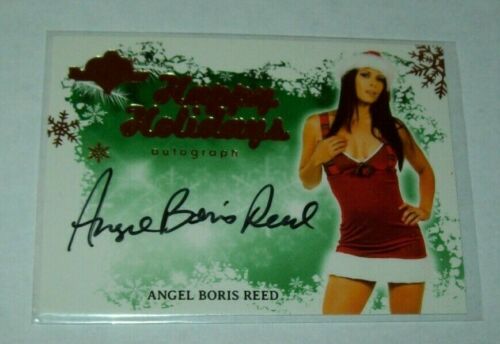 Happy
Holidays
autograph
Angel Boris Reed
ANGEL BORIS REED